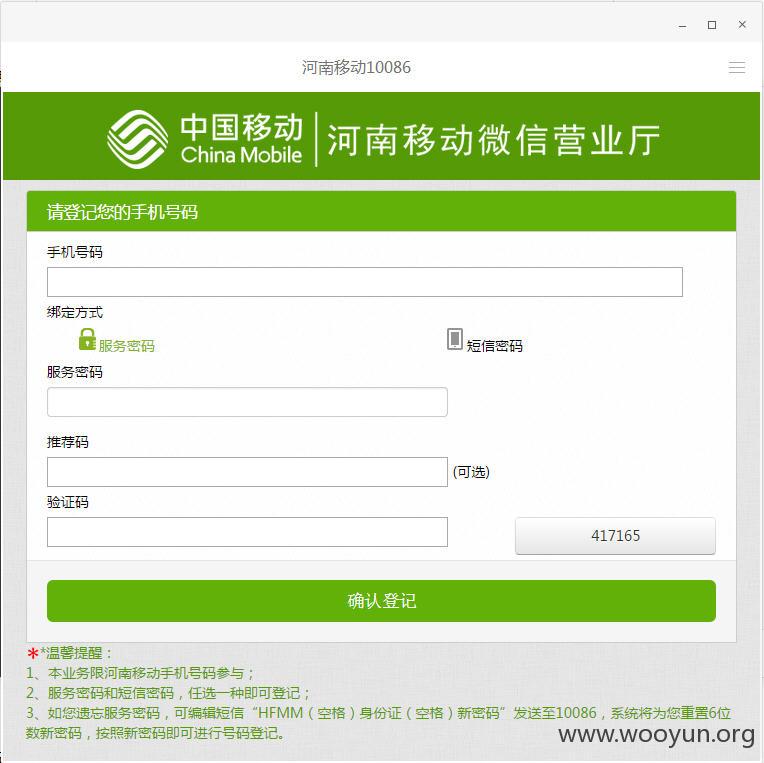 河南移动10086
中国移动
China Mobile
河南移动微信营业厅
请登记您的手机号码
手机号码
绑定方式
服务密码
短信密码
服务密码
推荐码
(可选)
验证码
417165
确认登记
**温馨提醒：
1、本业务限河南移动手机号码参与；
2、服务密码和短信密码，任选一种即可登记；
3、如您遗忘服务密码，可编辑短信“HFMM（空格）身份证（空格）新密码”发送至10086，系统将为您重置6位
数新密码，按照新密码即可进行号码登记。
www.wooyun.org